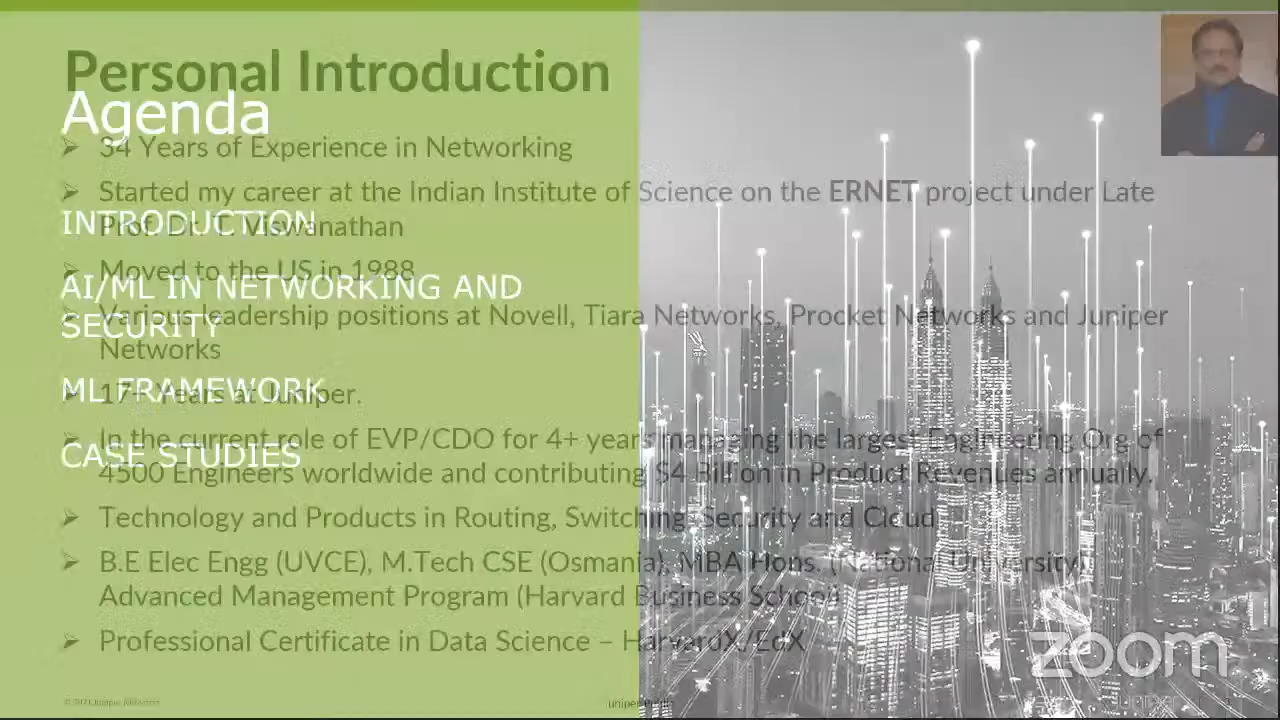 Personal Introduction
Agenda
34 Years of Experience in Networking
Started my career at the Indian Institute of Science on the ERNET project under Late
Prof. Dr. T. Viswanathan
INTRODUCTION
Moved to the US in 1988
AI/ML IN NETWORKING AND
SECURITY
Various leadership positions at Novell, Tiara Networks, Procket Networks and Juniper
Networks
ML FRAMEWORK
17+ Years at Juniper.
In the current role of EVP/CDO for 4+ years managing the largest Engineering Org of
4500 Engineers worldwide and contributing $4 Billion in Product Revenues annually.
CASE STUDIES
Technology and Products in Routing, Switching, Security and Cloud
B.E Elec Engg (UVCE), M.Tech CSE (Osmania), MBA Hons. (National University),
Advanced Management Program (Harvard Business School)
Professional Certificate in Data Science – HarvardX/EdX
zoom